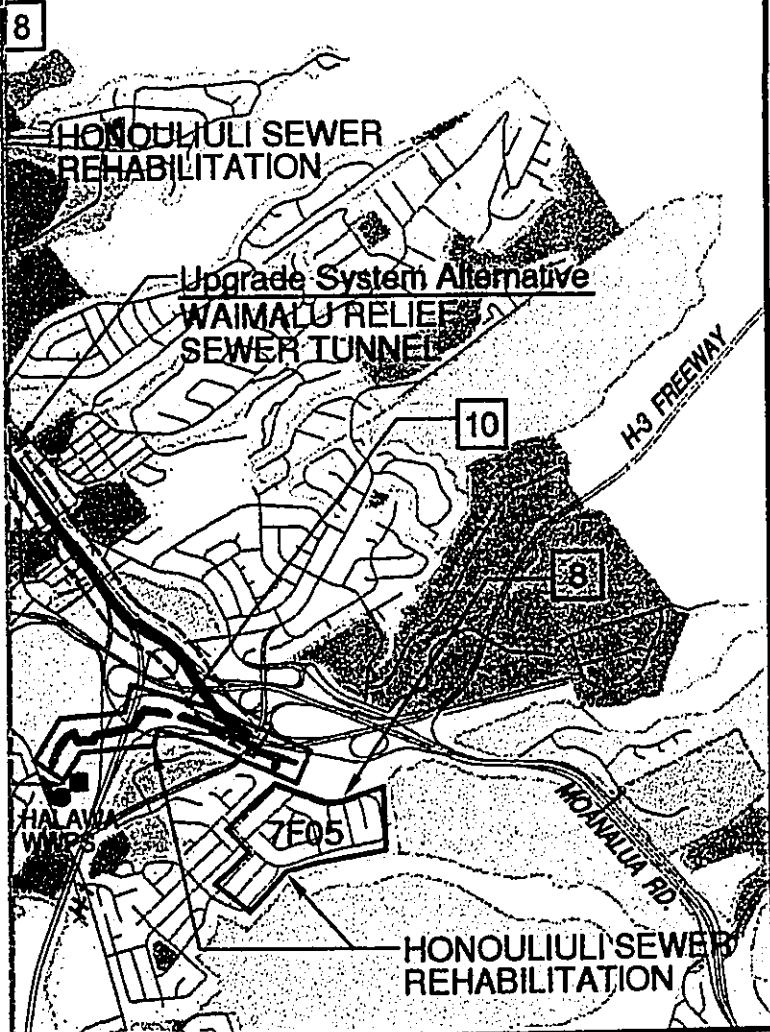 8
HONOULIULI SEWER
REHABILITATION
Upgrade System Alternative
WAIMALU RELIEF
SEWER TUNNEL
10
H-3 FREEWAY
8
HALAWA
WWPS
7F05
MOANALUA RD.
HONOULIULI SEWER
REHABILITATION